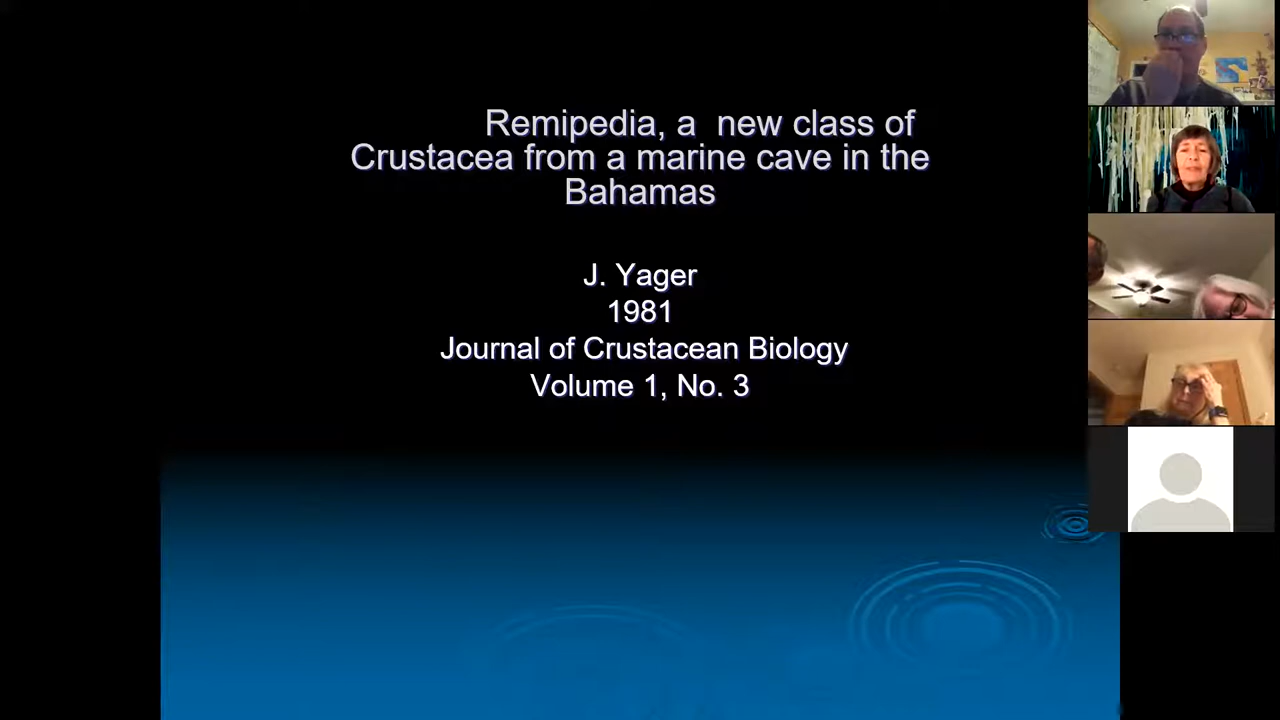 Remipedia, a new class of
Crustacea from a marine cave in the
Bahamas
J. Yager
1981
Journal of Crustacean Biology
Volume 1, No. 3